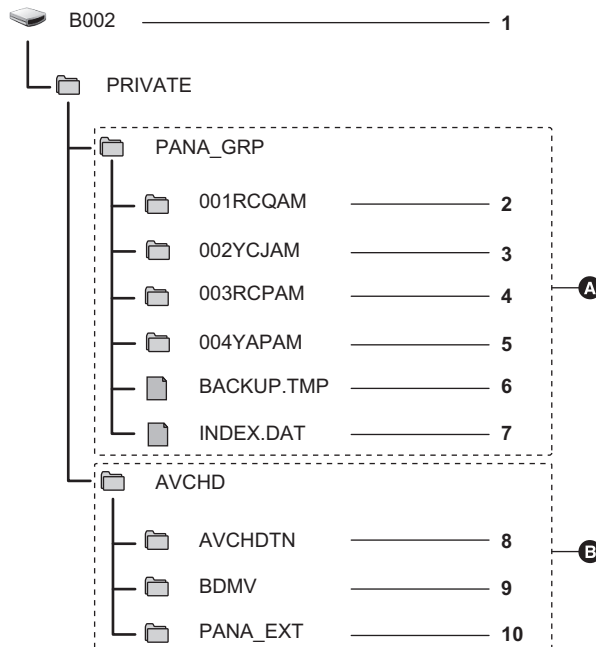 B002 1
PRIVATE
PANA_GRP
001RCQAM 2
002YCJAM 3
A
003RCPAM 4
004YAPAM 5
BACKUP.TMP 6
INDEX.DAT 7
AVCHD
AVCHDTN 8
B
BDMV 9
PANA_EXT 10